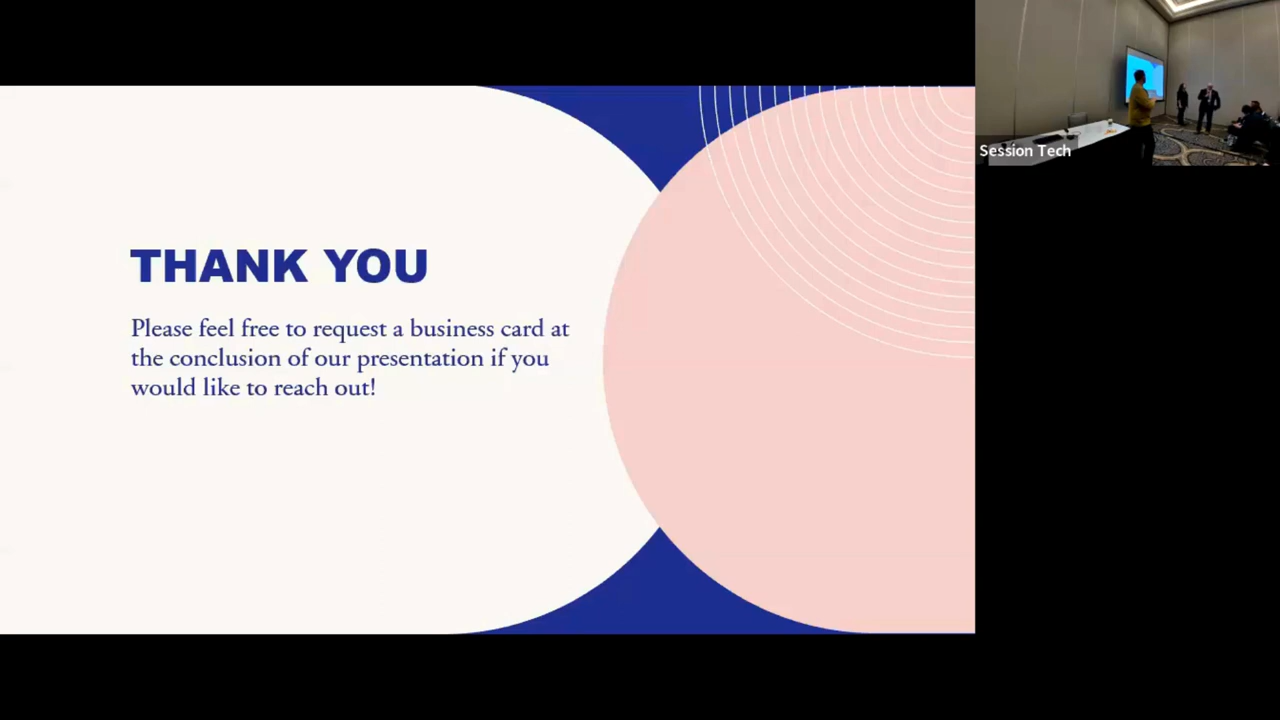 THANK YOU
Please feel free to request a business card at
the conclusion of our presentation if you
would like to reach out!
Session Tech